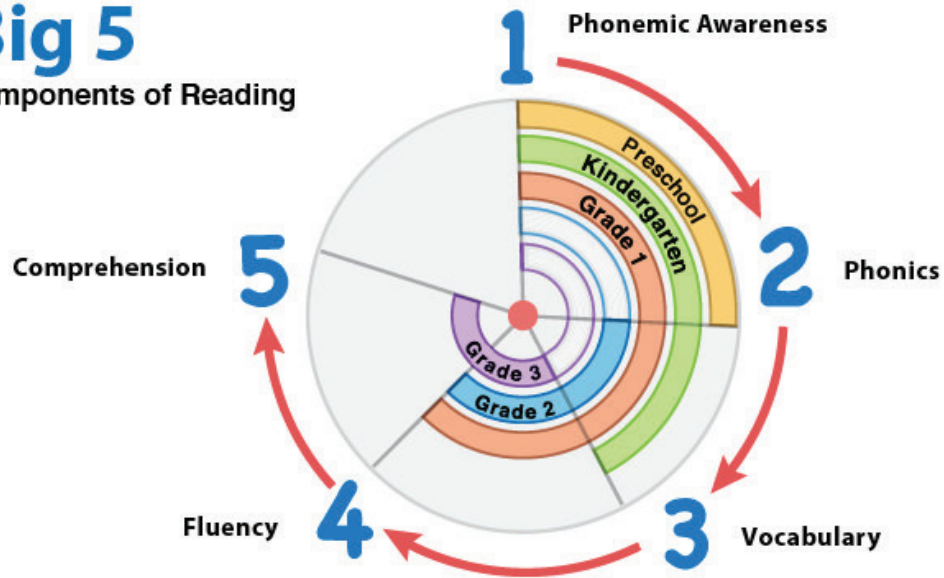 Big 5
mponents of Reading
1
Phonemic Awareness
2
Phonics
3
Vocabulary
4
Fluency
5
Comprehension
Preschool
Kindergarten
Grade 1
Grade 2
Grade 3